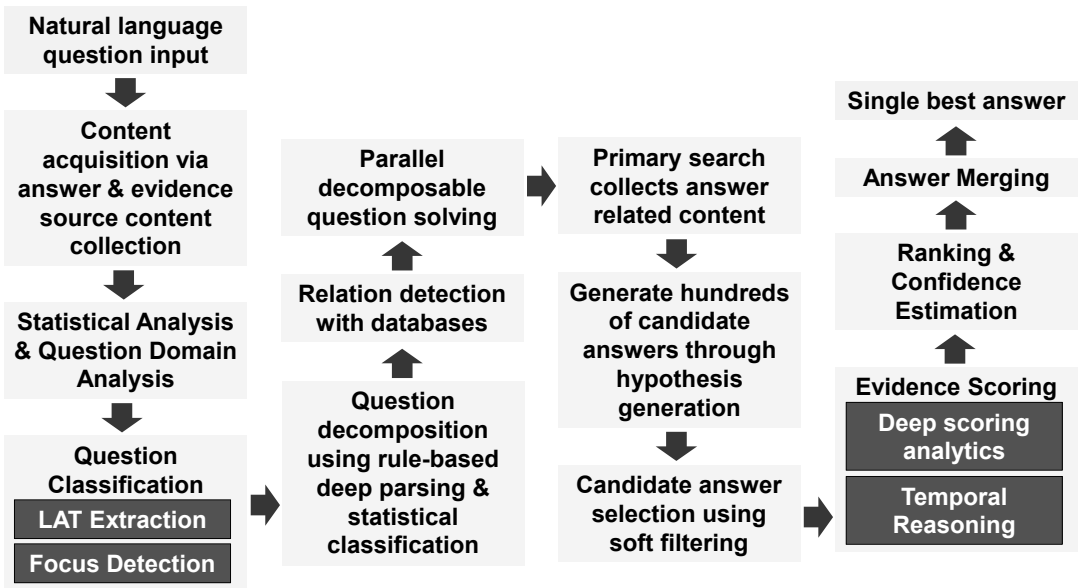 Natural language
question input
Content
acquisition via
answer & evidence
source content
collection
Statistical Analysis
& Question Domain
Analysis
Question
Classification
LAT Extraction
Focus Detection
Question
decomposition
using rule-based
deep parsing &
statistical
classification
Relation detection
with databases
Parallel
decomposable
question solving
Primary search
collects answer
related content
Generate hundreds
of candidate
answers through
hypothesis
generation
Candidate answer
selection using
soft filtering
Evidence Scoring
Deep scoring
analytics
Temporal
Reasoning
Ranking &
Confidence
Estimation
Answer Merging
Single best answer